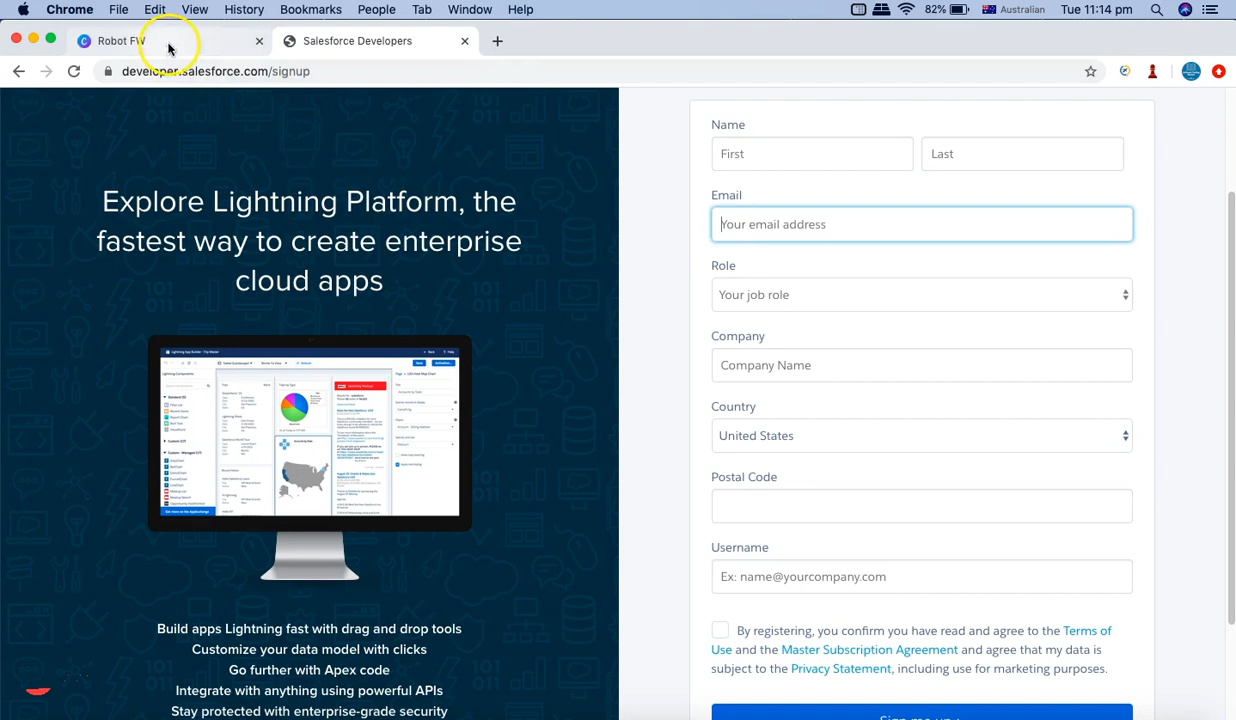 Chrome File Edit View History Bookmarks People Tab Window Help 82% Australian Tue 11:14 pm
Robot FW Salesforce Developers
developer.salesforce.com/signup
Explore Lightning Platform, the
fastest way to create enterprise
cloud apps
Build apps Lightning fast with drag and drop tools
Customize your data model with clicks
Go further with Apex code
Integrate with anything using powerful APIs
Stay protected with enterprise-grade security
Name
First Last
Email
Your email address
Role
Your job role
Company
Company Name
Country
United States
Postal Code
Username
Ex: name@yourcompany.com
By registering, you confirm you have read and agree to the Terms of
Use and the Master Subscription Agreement and agree that my data is
subject to the Privacy Statement, including use for marketing purposes.
Sign me up